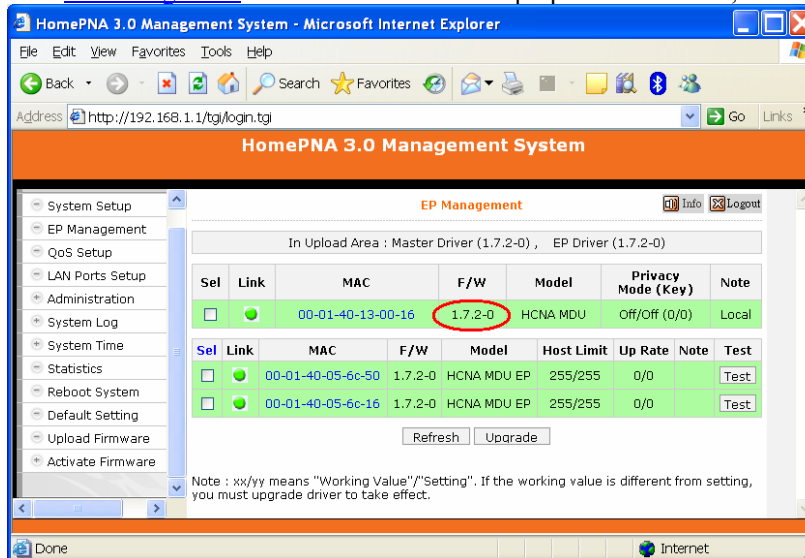 HomePNA 3.0 Management System - Microsoft Internet Explorer
File Edit View Favorites Tools Help
Back Search Favorites
Address http://192.168.1.1/tgi/login.tgi Go Links
HomePNA 3.0 Management System
System Setup
EP Management
QoS Setup
LAN Ports Setup
Administration
System Log
System Time
Statistics
Reboot System
Default Setting
Upload Firmware
Activate Firmware
EP Management Info Logout
In Upload Area : Master Driver (1.7.2-0) , EP Driver (1.7.2-0)
Sel Link MAC F/W Model Privacy Mode (Key) Note
00-01-40-13-00-16 1.7.2-0 HCNA MDU Off/Off (0/0) Local
Sel Link MAC F/W Model Host Limit Up Rate Note Test
00-01-40-05-6c-50 1.7.2-0 HCNA MDU EP 255/255 0/0 Test
00-01-40-05-6c-16 1.7.2-0 HCNA MDU EP 255/255 0/0 Test
Refresh Upgrade
Note : xx/yy means "Working Value"/"Setting". If the working value is different from setting,
you must upgrade driver to take effect.
Done Internet